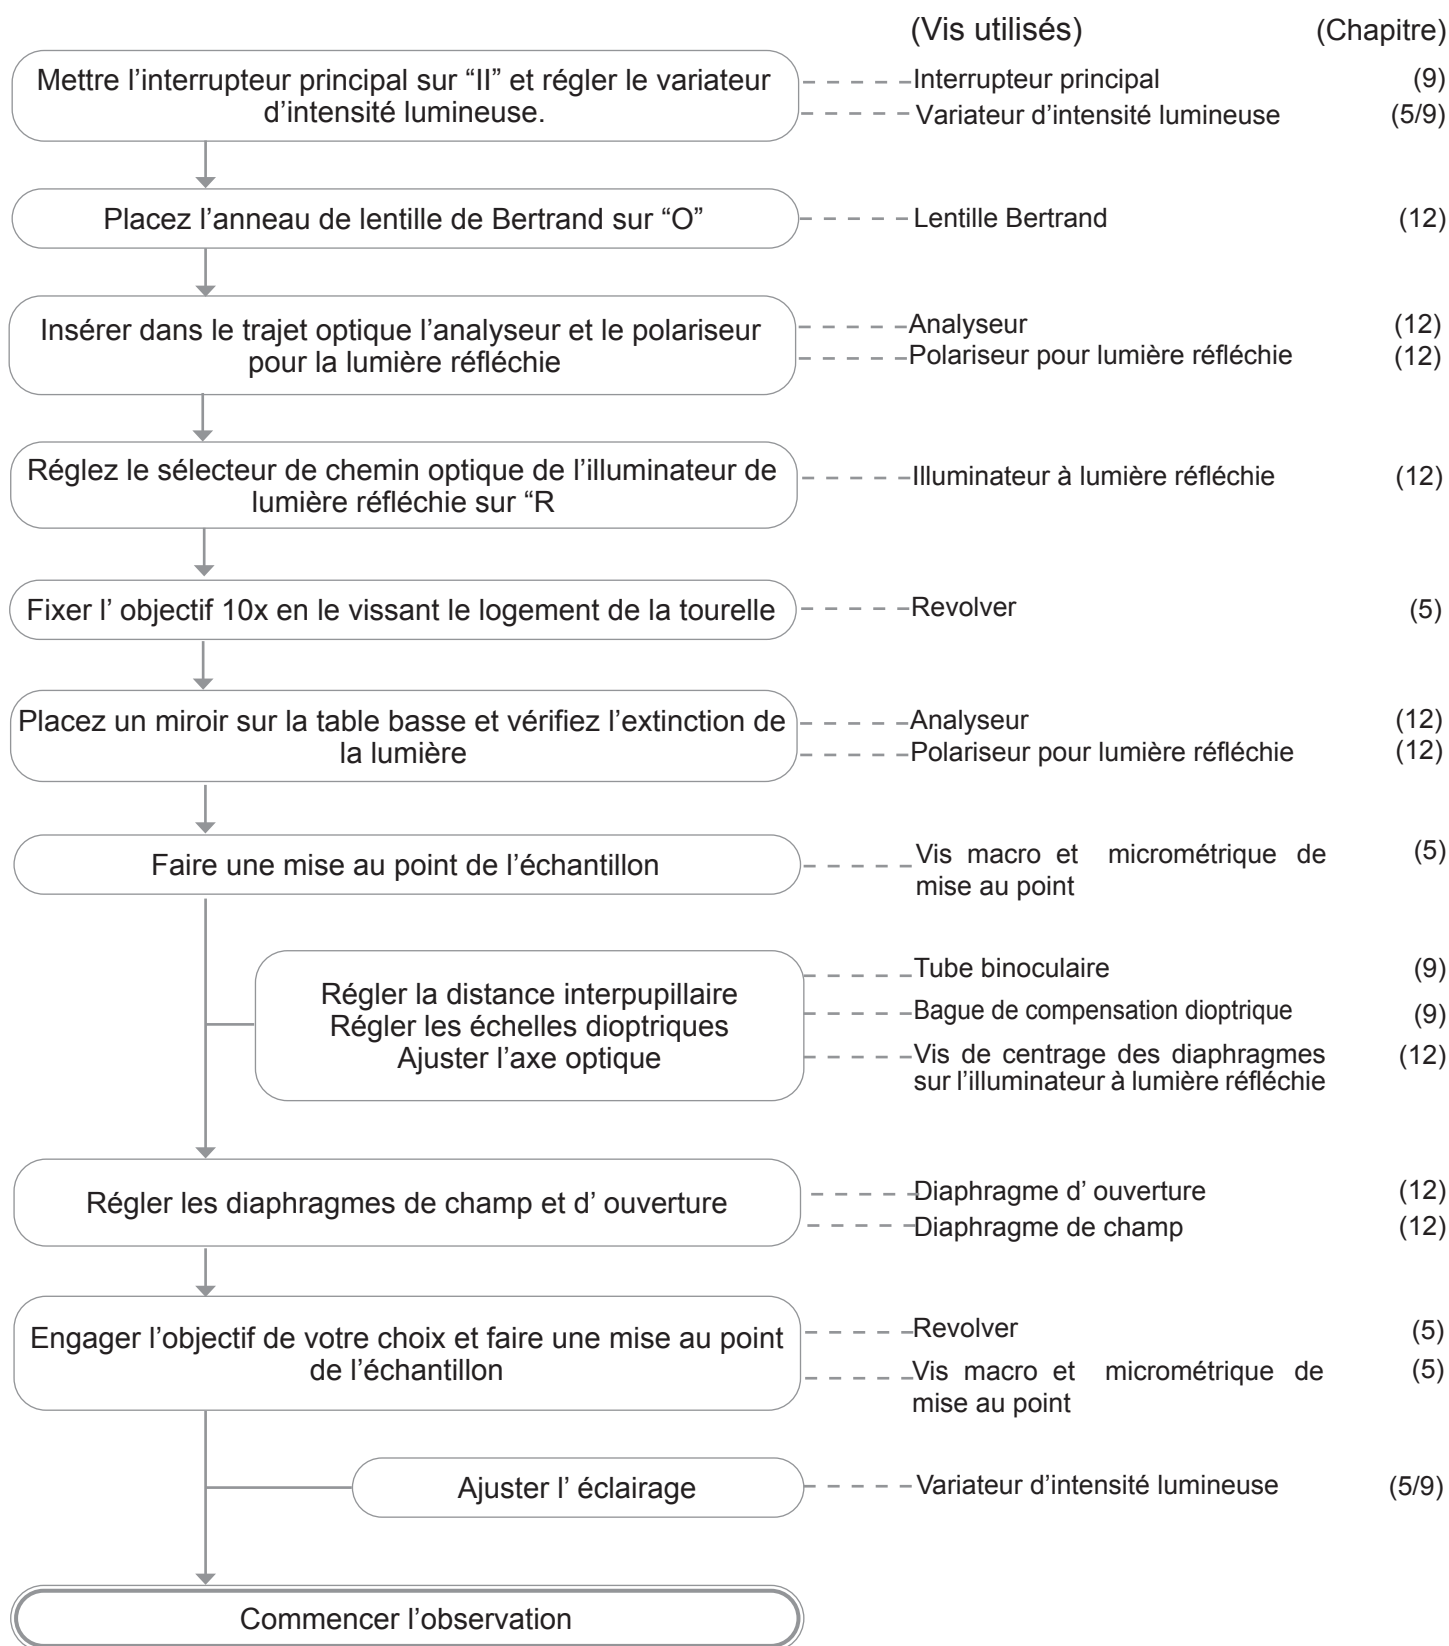 (Vis utilisés) (Chapitre)
Mettre l’interrupteur principal sur “II” et régler le variateur
d’intensité lumineuse.
Interrupteur principal (9)
Variateur d’intensité lumineuse (5/9)
Placez l’anneau de lentille de Bertrand sur “O”
Lentille Bertrand (12)
Insérer dans le trajet optique l’analyseur et le polariseur
pour la lumière réfléchie
Analyseur (12)
Polariseur pour lumière réfléchie (12)
Réglez le sélecteur de chemin optique de l’illuminateur de
lumière réfléchie sur “R
Illuminateur à lumière réfléchie (12)
Fixer l’ objectif 10x en le vissant le logement de la tourelle
Revolver (5)
Placez un miroir sur la table basse et vérifiez l’extinction de
la lumière
Analyseur (12)
Polariseur pour lumière réfléchie (12)
Faire une mise au point de l’échantillon
Vis macro et micrométrique de (5)
mise au point
Régler la distance interpupillaire
Régler les échelles dioptriques
Ajuster l’axe optique
Tube binoculaire (9)
Bague de compensation dioptrique (9)
Vis de centrage des diaphragmes (12)
sur l’illuminateur à lumière réfléchie
Régler les diaphragmes de champ et d’ ouverture
Diaphragme d’ ouverture (12)
Diaphragme de champ (12)
Engager l’objectif de votre choix et faire une mise au point
de l’échantillon
Revolver (5)
Vis macro et micrométrique de (5)
mise au point
Ajuster l’ éclairage
Variateur d’intensité lumineuse (5/9)
Commencer l’observation